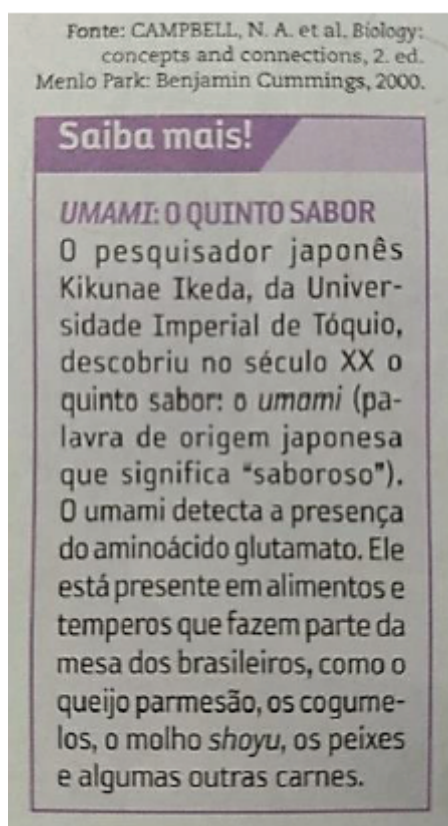 Fonte: CAMPBELL, N. A. et al. Biology:
concepts and connections, 2. ed.
Menlo Park: Benjamin Cummings, 2000.
Saiba mais!
UMAMI: O QUINTO SABOR
O pesquisador japonês
Kikunae Ikeda, da Univer-
sidade Imperial de Tóquio,
descobriu no século XX o
quinto sabor: o umami (pa-
lavra de origem japonesa
que significa “saboroso”).
O umami detecta a presença
do aminoácido glutamato. Ele
está presente em alimentos e
temperos que fazem parte da
mesa dos brasileiros, como o
queijo parmesão, os cogume-
los, o molho shoyu, os peixes
e algumas outras carnes.